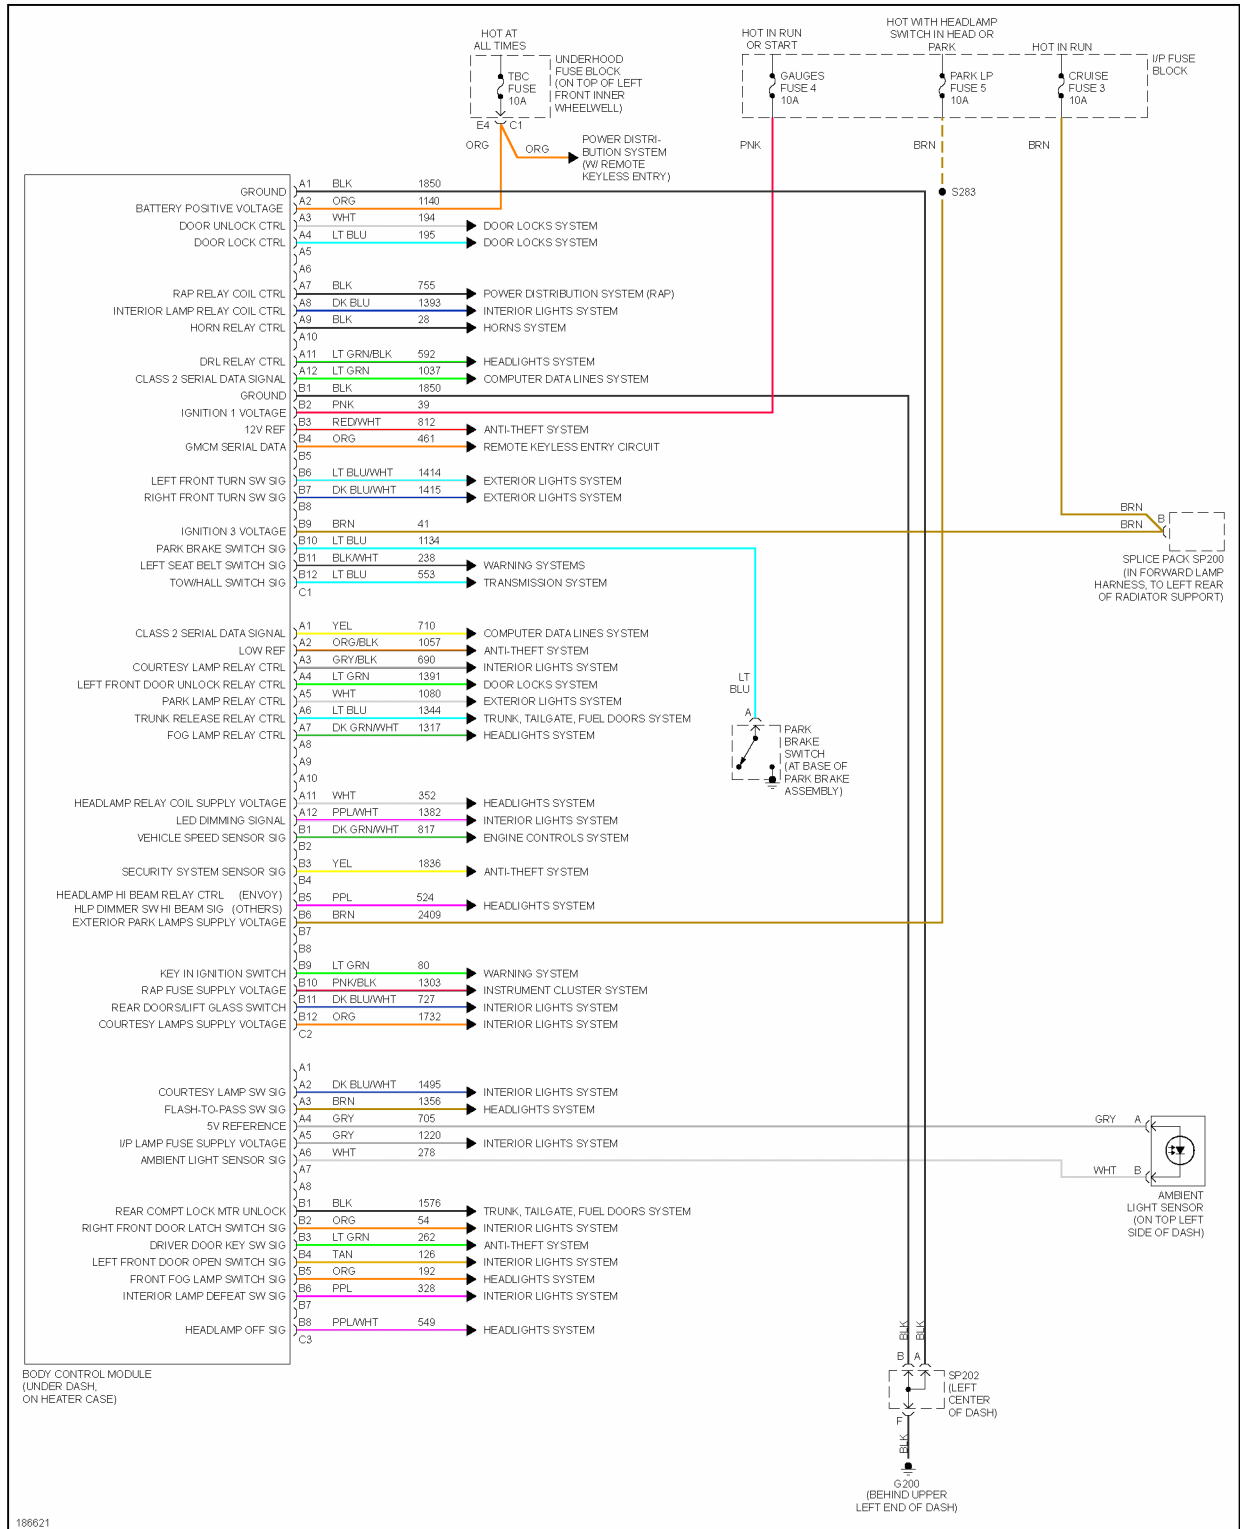 HOT AT
ALL TIMES
UNDERHOOD
FUSE BLOCK
(ON TOP OF LEFT
FRONT INNER
WHEELWELL)
TBC
FUSE
10A
E4 C1
ORG
ORG
POWER DISTRI-
BUTION SYSTEM
(W/ REMOTE
KEYLESS ENTRY)
HOT IN RUN
OR START
HOT WITH HEADLAMP
SWITCH IN HEAD OR
PARK
HOT IN RUN
I/P FUSE
BLOCK
GAUGES
FUSE 4
10A
PARK LP
FUSE 5
10A
CRUISE
FUSE 3
10A
PNK
BRN
BRN
S283
GROUND A1 BLK 1850
BATTERY POSITIVE VOLTAGE A2 ORG 1140
DOOR UNLOCK CTRL A3 WHT 194 DOOR LOCKS SYSTEM
DOOR LOCK CTRL A4 LT BLU 195 DOOR LOCKS SYSTEM
A5
A6
RAP RELAY COIL CTRL A7 BLK 755 POWER DISTRIBUTION SYSTEM (RAP)
INTERIOR LAMP RELAY COIL CTRL A8 DK BLU 1393 INTERIOR LIGHTS SYSTEM
HORN RELAY CTRL A9 BLK 28 HORNS SYSTEM
A10
DRL RELAY CTRL A11 LT GRN/BLK 592 HEADLIGHTS SYSTEM
CLASS 2 SERIAL DATA SIGNAL A12 LT GRN 1037 COMPUTER DATA LINES SYSTEM
GROUND B1 BLK 1850
IGNITION 1 VOLTAGE B2 PNK 39
12V REF B3 RED/WHT 812 ANTI-THEFT SYSTEM
GMCM SERIAL DATA B4 ORG 461 REMOTE KEYLESS ENTRY CIRCUIT
B5
LEFT FRONT TURN SW SIG B6 LT BLU/WHT 1414 EXTERIOR LIGHTS SYSTEM
RIGHT FRONT TURN SW SIG B7 DK BLU/WHT 1415 EXTERIOR LIGHTS SYSTEM
B8
IGNITION 3 VOLTAGE B9 BRN 41
PARK BRAKE SWITCH SIG B10 LT BLU 1134
LEFT SEAT BELT SWITCH SIG B11 BLK/WHT 238 WARNING SYSTEMS
TOW/HALL SWITCH SIG B12 LT BLU 553 TRANSMISSION SYSTEM
C1
BRN
BRN
B
SPLICE PACK SP200
(IN FORWARD LAMP
HARNESS, TO LEFT REAR
OF RADIATOR SUPPORT)
CLASS 2 SERIAL DATA SIGNAL A1 YEL 710 COMPUTER DATA LINES SYSTEM
LOW REF A2 ORG/BLK 1057 ANTI-THEFT SYSTEM
COURTESY LAMP RELAY CTRL A3 GRY/BLK 690 INTERIOR LIGHTS SYSTEM
LEFT FRONT DOOR UNLOCK RELAY CTRL A4 LT GRN 1391 DOOR LOCKS SYSTEM
PARK LAMP RELAY CTRL A5 WHT 1080 EXTERIOR LIGHTS SYSTEM
TRUNK RELEASE RELAY CTRL A6 LT BLU 1344 TRUNK, TAILGATE, FUEL DOORS SYSTEM
FOG LAMP RELAY CTRL A7 DK GRN/WHT 1317 HEADLIGHTS SYSTEM
A8
A9
A10
LT
BLU
A
PARK
BRAKE
SWITCH
(AT BASE OF
PARK BRAKE
ASSEMBLY)
HEADLAMP RELAY COIL SUPPLY VOLTAGE A11 WHT 352 HEADLIGHTS SYSTEM
LED DIMMING SIGNAL A12 PPL/WHT 1382 INTERIOR LIGHTS SYSTEM
VEHICLE SPEED SENSOR SIG B1 DK GRN/WHT 817 ENGINE CONTROLS SYSTEM
B2
SECURITY SYSTEM SENSOR SIG B3 YEL 1836 ANTI-THEFT SYSTEM
B4
HEADLAMP HI BEAM RELAY CTRL (ENVOY)
HLP DIMMER SW HI BEAM SIG (OTHERS) B5 PPL 524 HEADLIGHTS SYSTEM
EXTERIOR PARK LAMPS SUPPLY VOLTAGE B6 BRN 2409
B7
B8
KEY IN IGNITION SWITCH B9 LT GRN 80 WARNING SYSTEM
RAP FUSE SUPPLY VOLTAGE B10 PNK/BLK 1303 INSTRUMENT CLUSTER SYSTEM
REAR DOORS/LIFT GLASS SWITCH B11 DK BLU/WHT 727 INTERIOR LIGHTS SYSTEM
COURTESY LAMPS SUPPLY VOLTAGE B12 ORG 1732 INTERIOR LIGHTS SYSTEM
C2
A1
COURTESY LAMP SW SIG A2 DK BLU/WHT 1495 INTERIOR LIGHTS SYSTEM
FLASH-TO-PASS SW SIG A3 BRN 1356 HEADLIGHTS SYSTEM
5V REFERENCE A4 GRY 705
I/P LAMP FUSE SUPPLY VOLTAGE A5 GRY 1220 INTERIOR LIGHTS SYSTEM
AMBIENT LIGHT SENSOR SIG A6 WHT 278
A7
A8
GRY A
WHT B
AMBIENT
LIGHT SENSOR
(ON TOP LEFT
SIDE OF DASH)
REAR COMPT LOCK MTR UNLOCK B1 BLK 1576 TRUNK, TAILGATE, FUEL DOORS SYSTEM
RIGHT FRONT DOOR LATCH SWITCH SIG B2 ORG 54 INTERIOR LIGHTS SYSTEM
DRIVER DOOR KEY SW SIG B3 LT GRN 262 ANTI-THEFT SYSTEM
LEFT FRONT DOOR OPEN SWITCH SIG B4 TAN 126 INTERIOR LIGHTS SYSTEM
FRONT FOG LAMP SWITCH SIG B5 ORG 192 HEADLIGHTS SYSTEM
INTERIOR LAMP DEFEAT SW SIG B6 PPL 328 INTERIOR LIGHTS SYSTEM
B7
HEADLAMP OFF SIG B8 PPL/WHT 549 HEADLIGHTS SYSTEM
C3
BODY CONTROL MODULE
(UNDER DASH,
ON HEATER CASE)
BLK
BLK
B A
SP202
(LEFT
CENTER
OF DASH)
F
BLK
G200
(BEHIND UPPER
LEFT END OF DASH)
186621